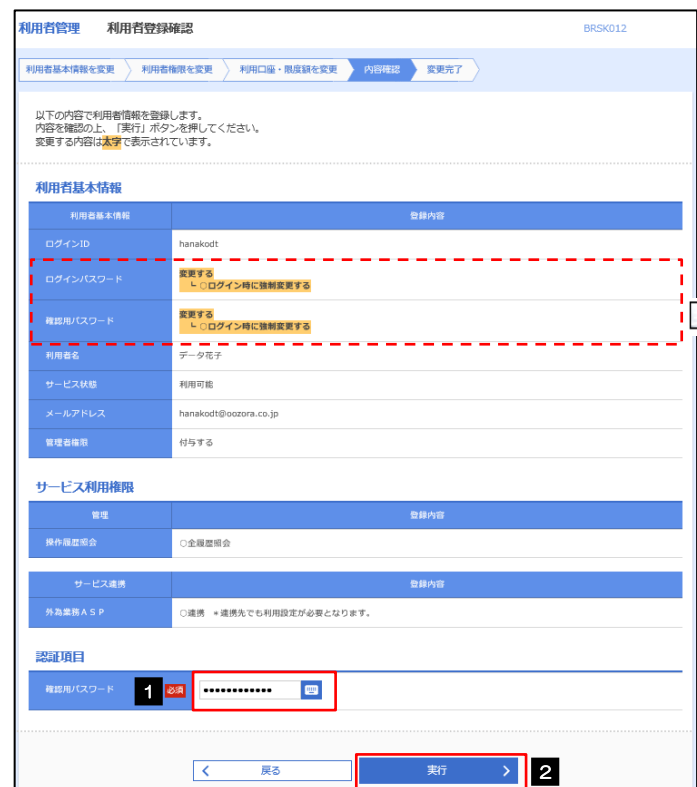 利用者管理 利用者登録確認 BRSK012
利用者基本情報を変更 利用者権限を変更 利用口座・限度額を変更 内容確認 変更完了
以下の内容で利用者情報を登録します。
内容を確認の上、「実行」ボタンを押してください。
変更する内容は太字で表示されています。
利用者基本情報
利用者基本情報 登録内容
ログインID hanakodt
ログインパスワード 変更する
└ ○ログイン時に強制変更する
確認用パスワード 変更する
└ ○ログイン時に強制変更する
利用者名 データ花子
サービス状態 利用可能
メールアドレス hanakodt@oozora.co.jp
管理者権限 付与する
サービス利用権限
管理 登録内容
操作履歴照会 ○全履歴照会
サービス連携 登録内容
外為業務ASP ○連携 *連携先でも利用設定が必要となります。
認証項目
確認用パスワード 1 必須 ●●●●●●●●●●●●
戻る 実行 2